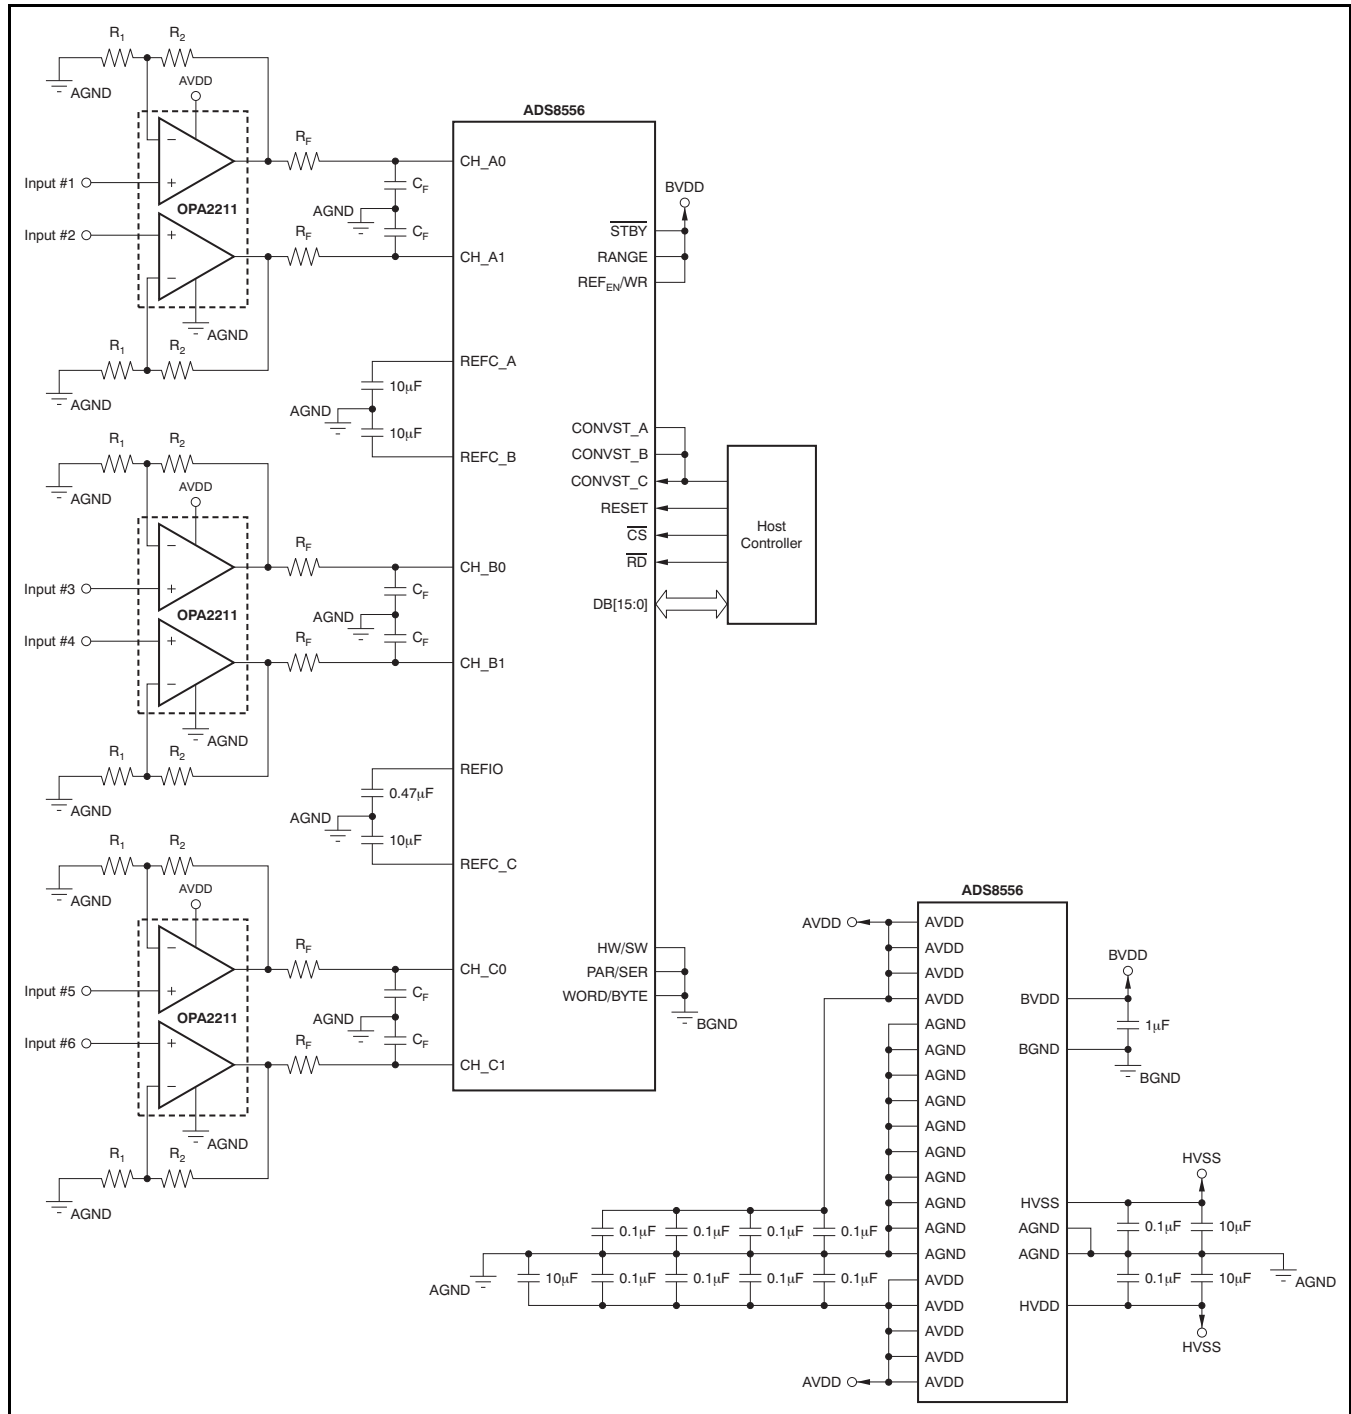 R1 R2
AGND
AVDD
Input #1
OPA2211
Input #2
AGND
R1 R2
AGND
RF
CF
AGND
CF
RF
10µF
AGND
10µF
R1 R2
AGND
AVDD
Input #3
OPA2211
Input #4
AGND
R1 R2
AGND
RF
CF
AGND
CF
RF
0.47µF
AGND
10µF
R1 R2
AGND
AVDD
Input #5
OPA2211
Input #6
AGND
R1 R2
AGND
RF
CF
AGND
CF
RF
ADS8556
CH_A0
CH_A1
REFC_A
REFC_B
CH_B0
CH_B1
REFIO
REFC_C
CH_C0
CH_C1
BVDD
STBY
RANGE
REFEN/WR
CONVST_A
CONVST_B
CONVST_C
RESET
CS
RD
DB[15:0]
Host
Controller
HW/SW
PAR/SER
WORD/BYTE
BGND
ADS8556
AVDD
AVDD
AVDD
AVDD
AVDD
AGND
AGND
AGND
AGND
AGND
AGND
AGND
AGND
AGND
AGND
AVDD
AVDD
AVDD
AVDD
AVDD
AVDD
BVDD
BVDD
1µF
BGND
BGND
HVSS
HVSS
0.1µF 10µF
AGND
AGND
AGND
0.1µF 10µF
HVDD
HVSS
0.1µF 0.1µF 0.1µF 0.1µF
AGND
10µF 0.1µF 0.1µF 0.1µF 0.1µF